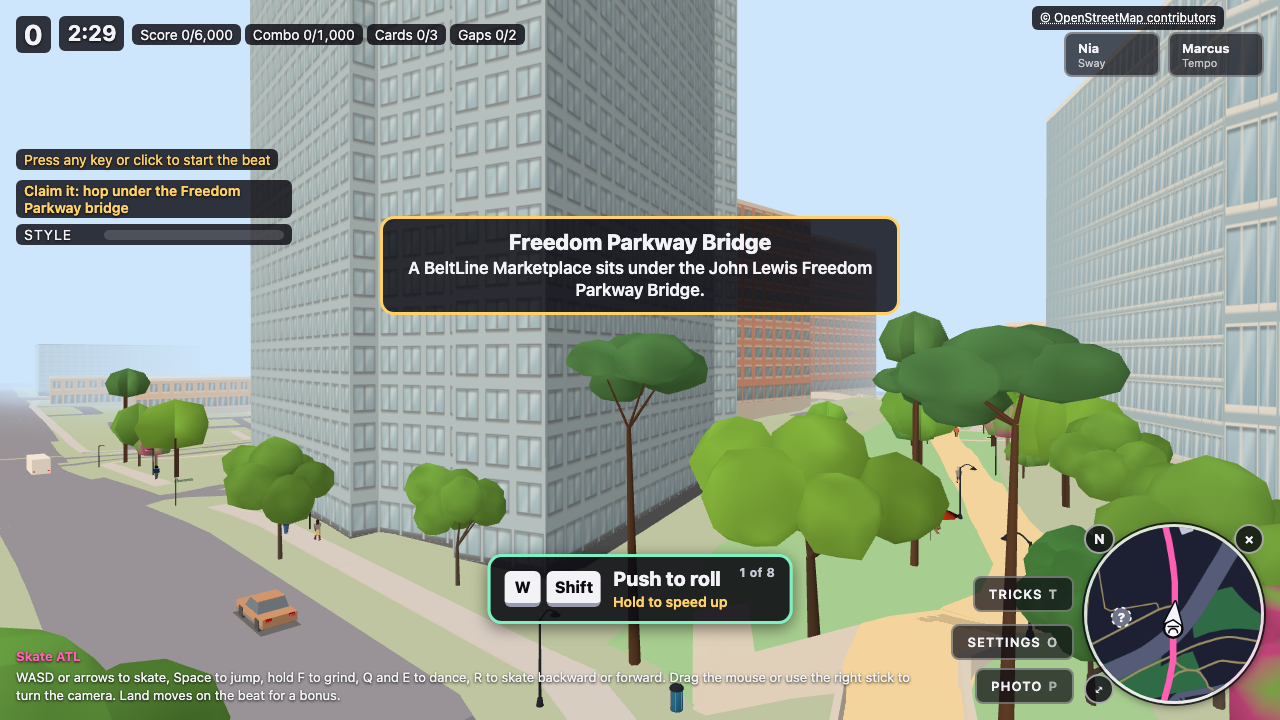 0
2:29
Score 0/6,000
Combo 0/1,000
Cards 0/3
Gaps 0/2
© OpenStreetMap contributors
Nia
Sway
Marcus
Tempo
Press any key or click to start the beat
Claim it: hop under the Freedom
Parkway bridge
STYLE
Freedom Parkway Bridge
A BeltLine Marketplace sits under the John Lewis Freedom
Parkway Bridge.
W
Shift
Push to roll
1 of 8
Hold to speed up
N
×
?
TRICKS T
SETTINGS O
PHOTO P
Skate ATL
WASD or arrows to skate, Space to jump, hold F to grind, Q and E to dance, R to skate backward or forward. Drag the mouse or use the right stick to
turn the camera. Land moves on the beat for a bonus.